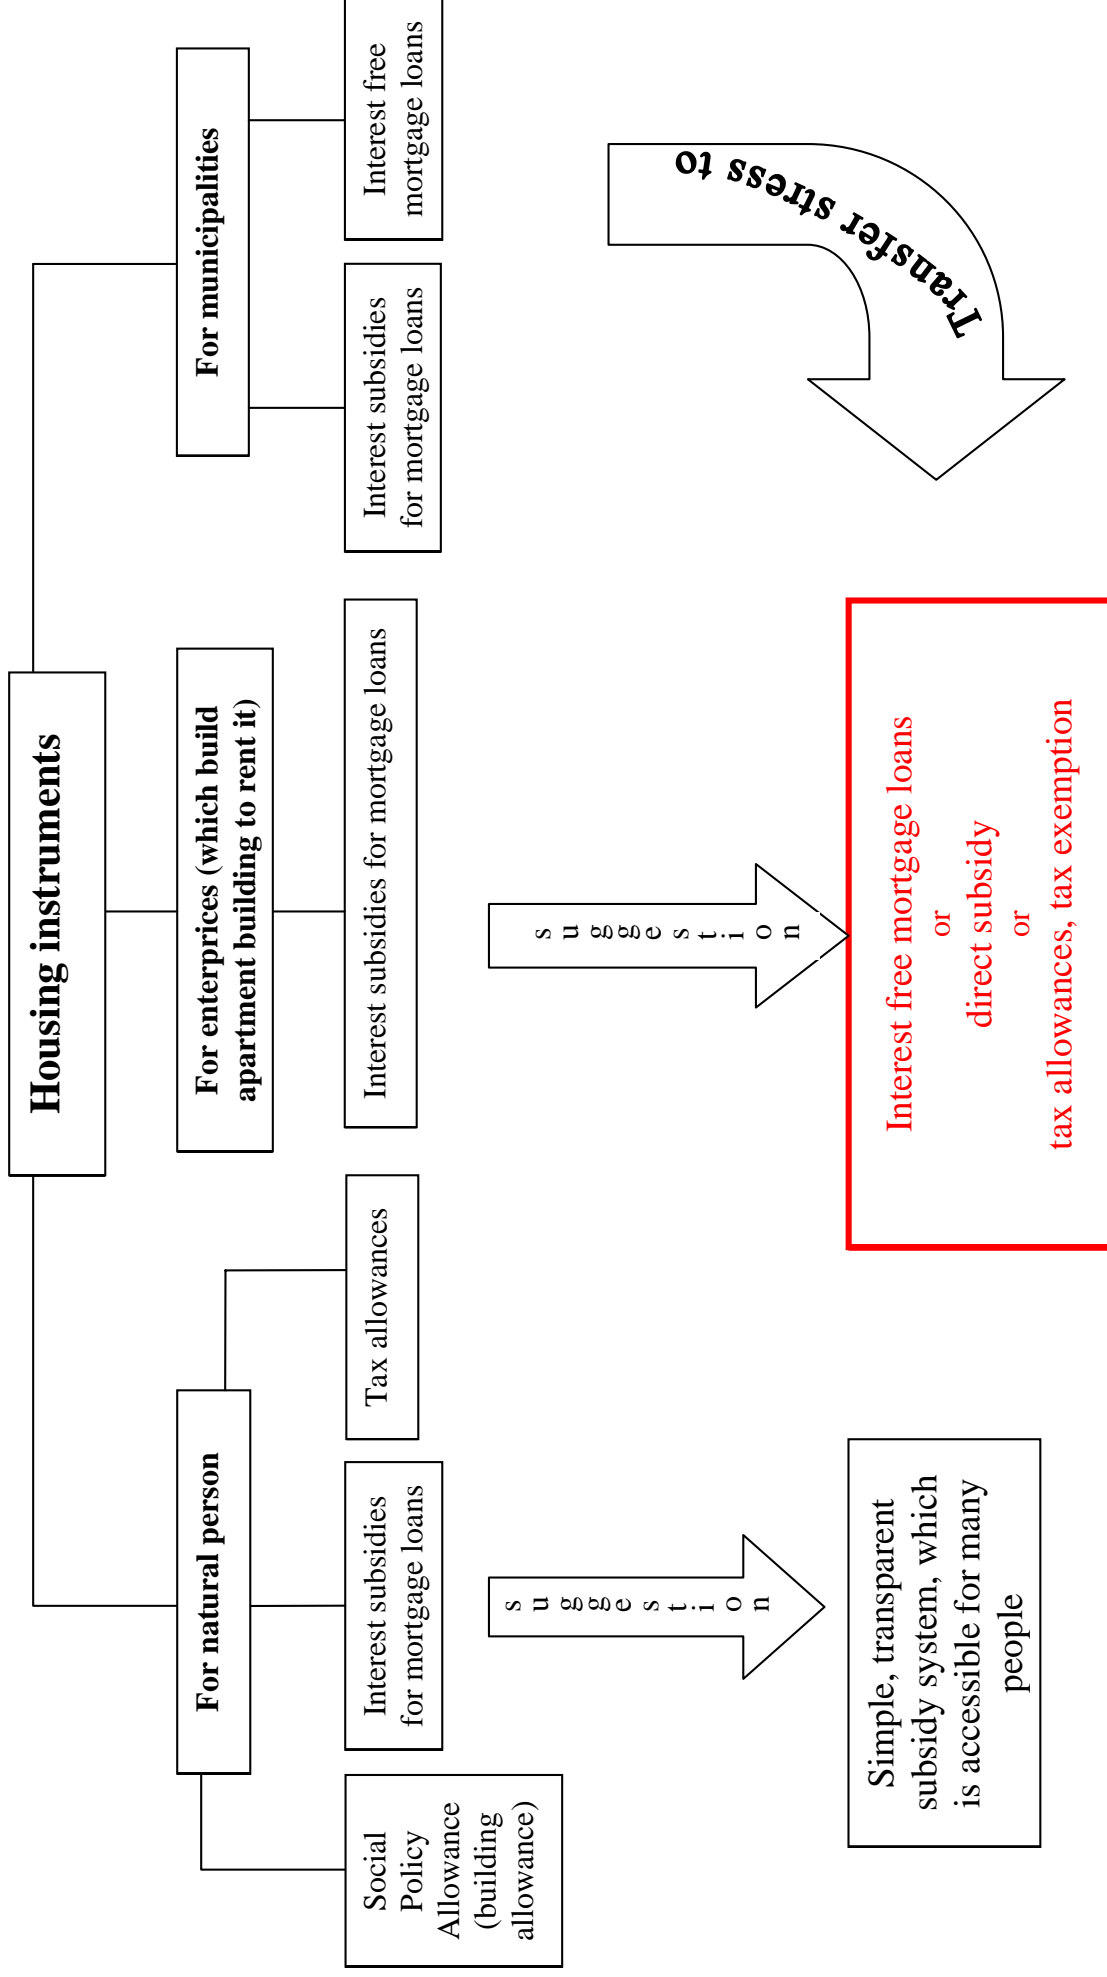 Housing instruments
For natural person
For enterprices (which build
apartment building to rent it)
For municipalities
Social
Policy
Allowance
(building
allowance)
Interest subsidies
for mortgage loans
Tax allowances
Interest subsidies for mortgage loans
Interest subsidies
for mortgage loans
Interest free
mortgage loans
suggestion
suggestion
Transfer stress to
Simple, transparent
subsidy system, which
is accessible for many
people
Interest free mortgage loans
or
direct subsidy
or
tax allowances, tax exemption